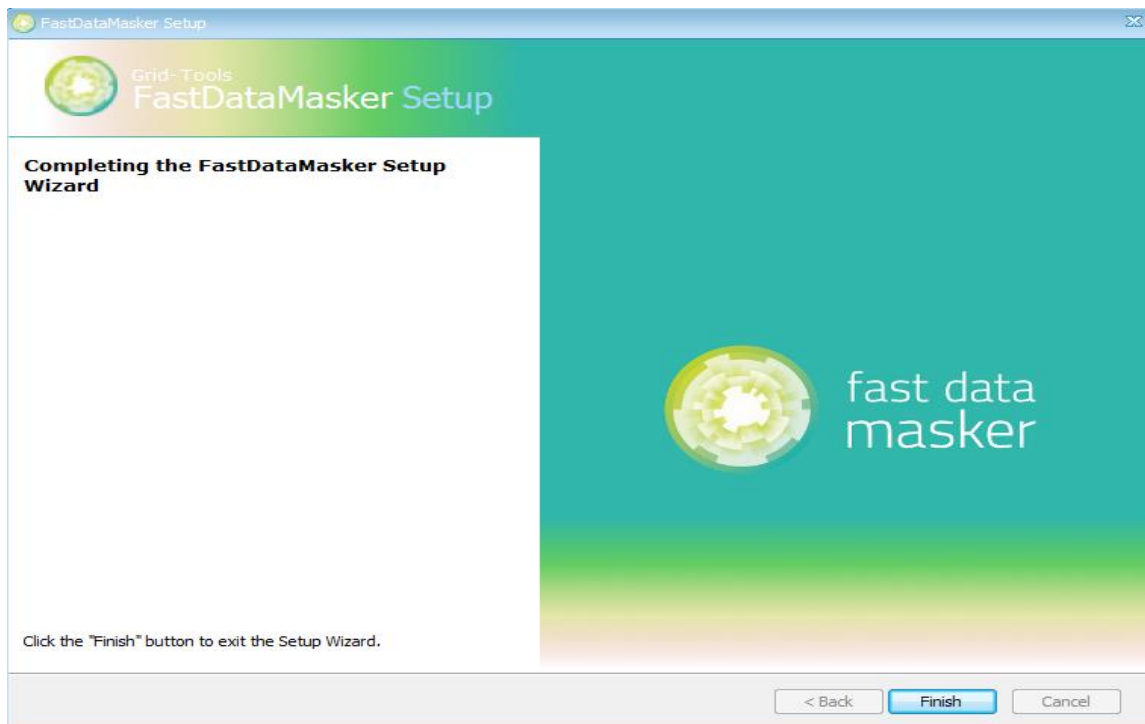 FastDataMasker Setup
Grid-Tools
FastDataMasker Setup
Completing the FastDataMasker Setup
Wizard
fast data
masker
Click the "Finish" button to exit the Setup Wizard.
< Back Finish Cancel